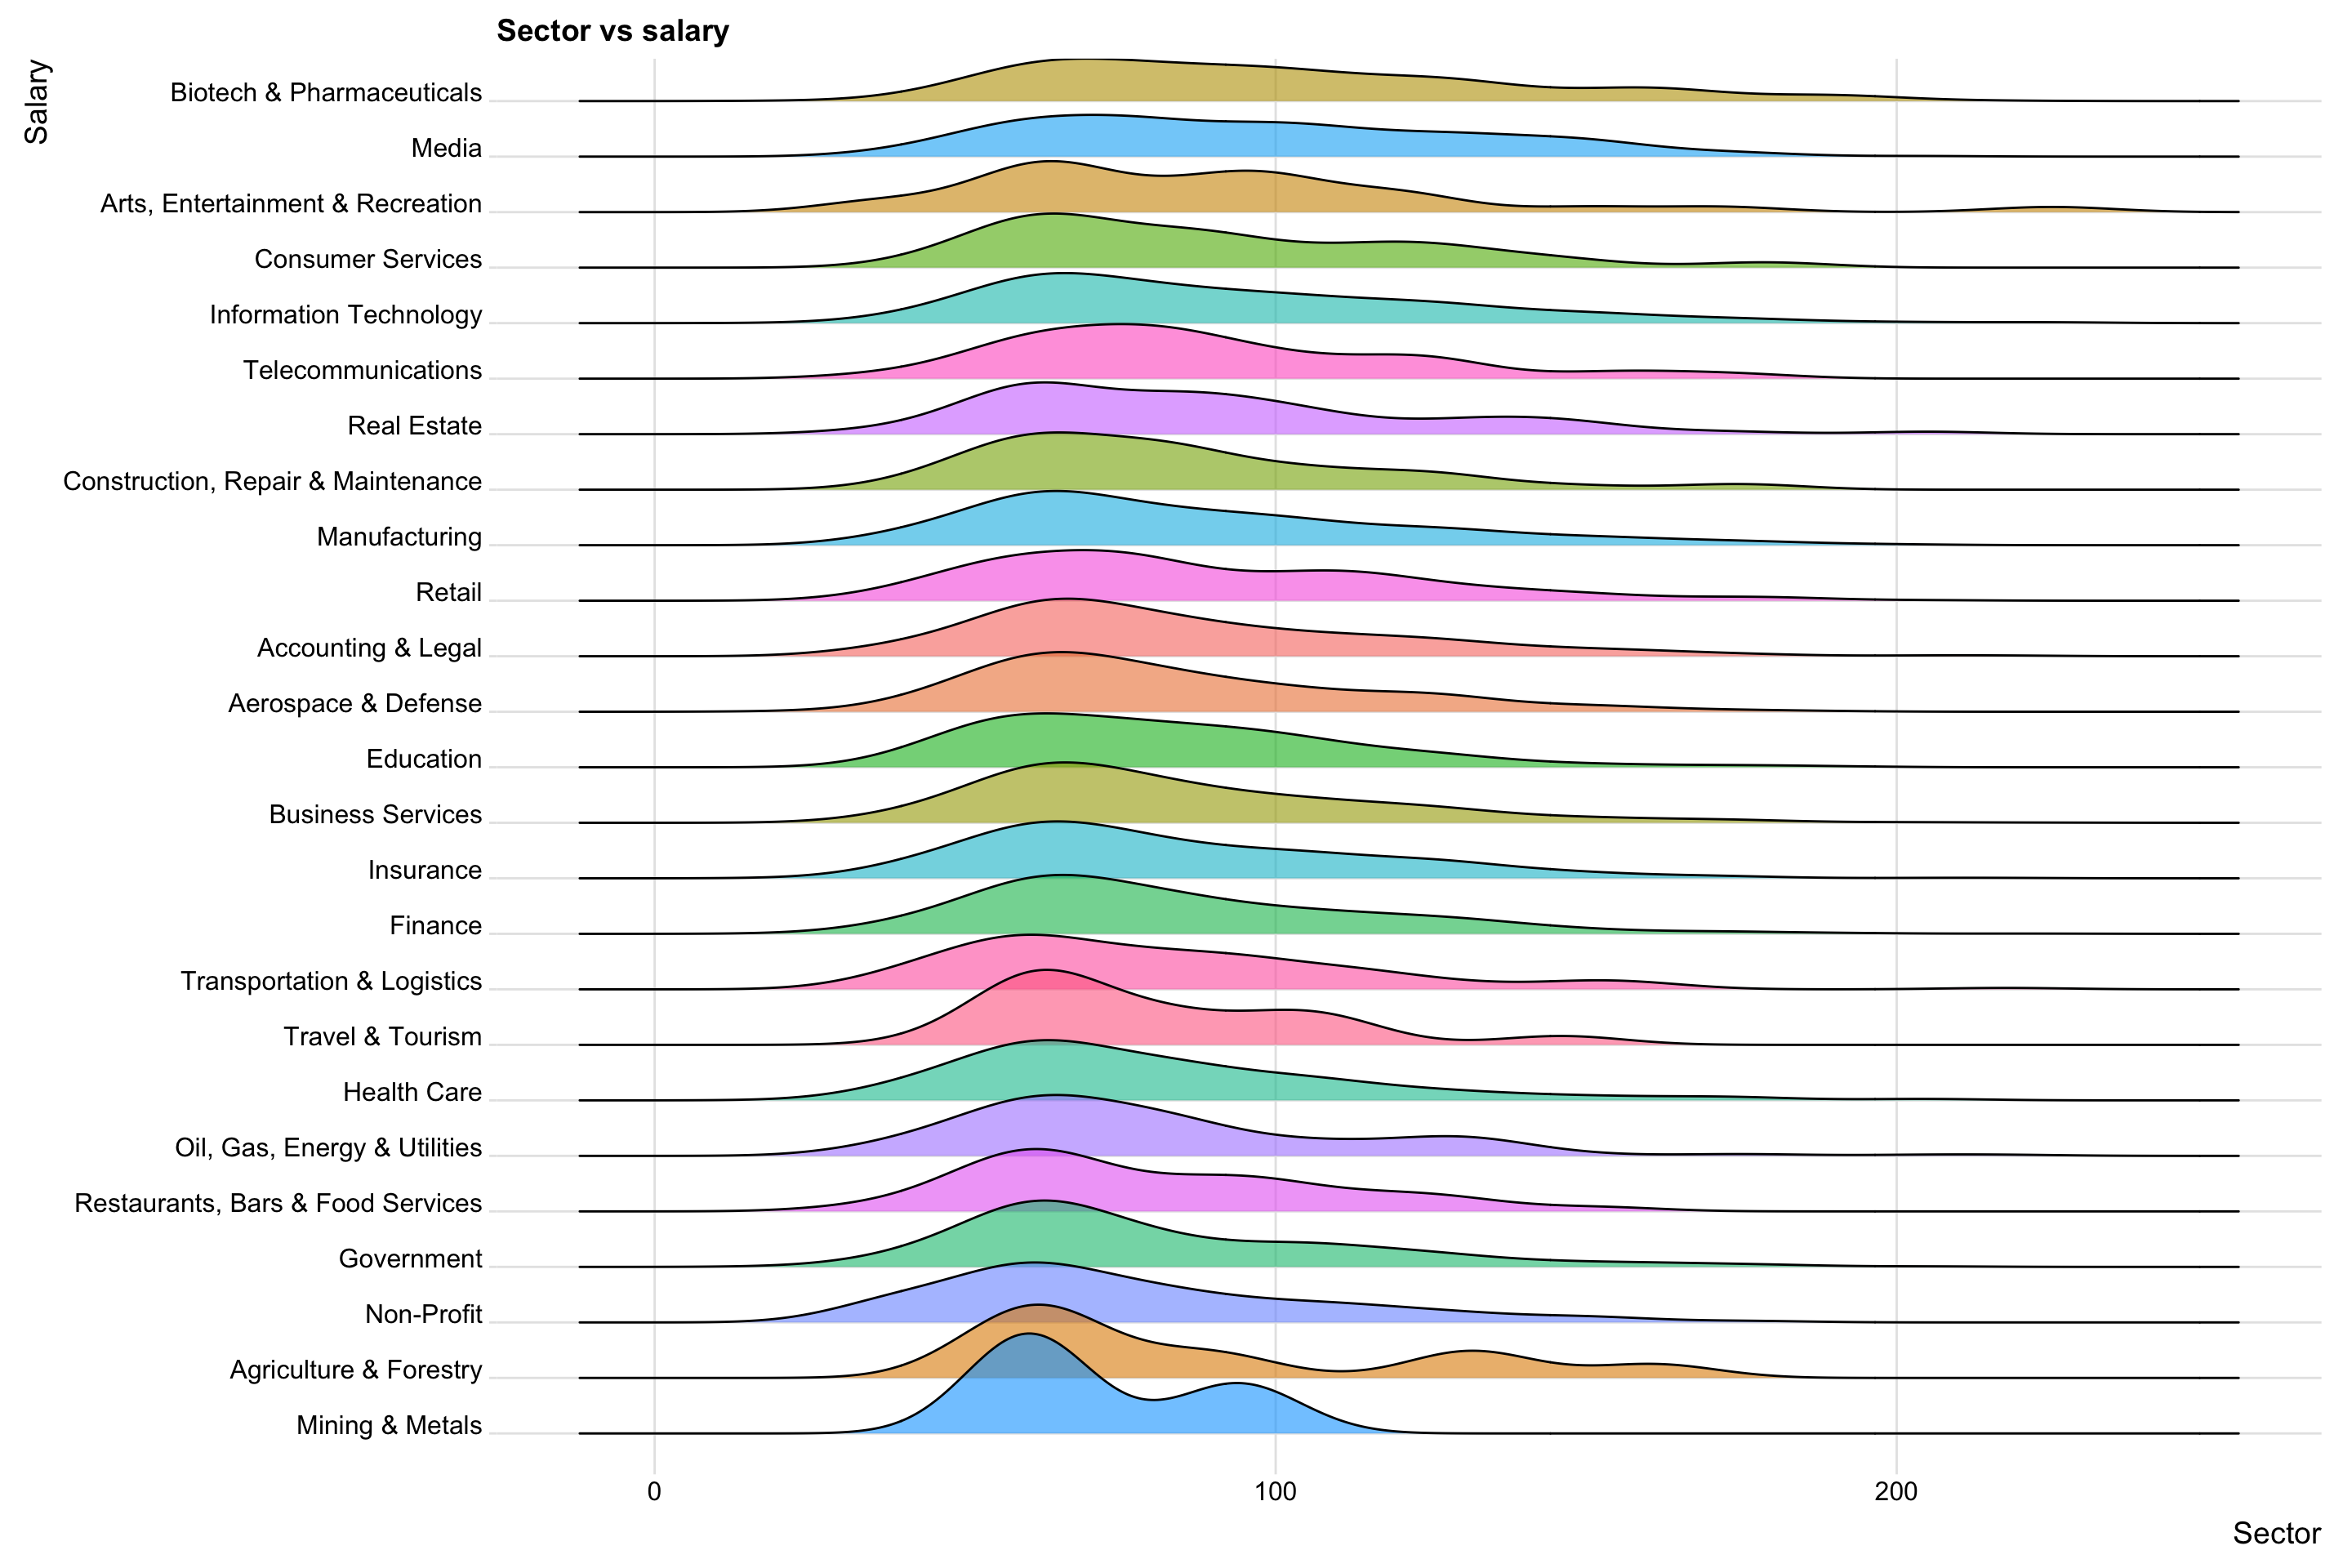 Sector vs salary
Salary
Biotech & Pharmaceuticals
Media
Arts, Entertainment & Recreation
Consumer Services
Information Technology
Telecommunications
Real Estate
Construction, Repair & Maintenance
Manufacturing
Retail
Accounting & Legal
Aerospace & Defense
Education
Business Services
Insurance
Finance
Transportation & Logistics
Travel & Tourism
Health Care
Oil, Gas, Energy & Utilities
Restaurants, Bars & Food Services
Government
Non-Profit
Agriculture & Forestry
Mining & Metals
0 100 200
Sector